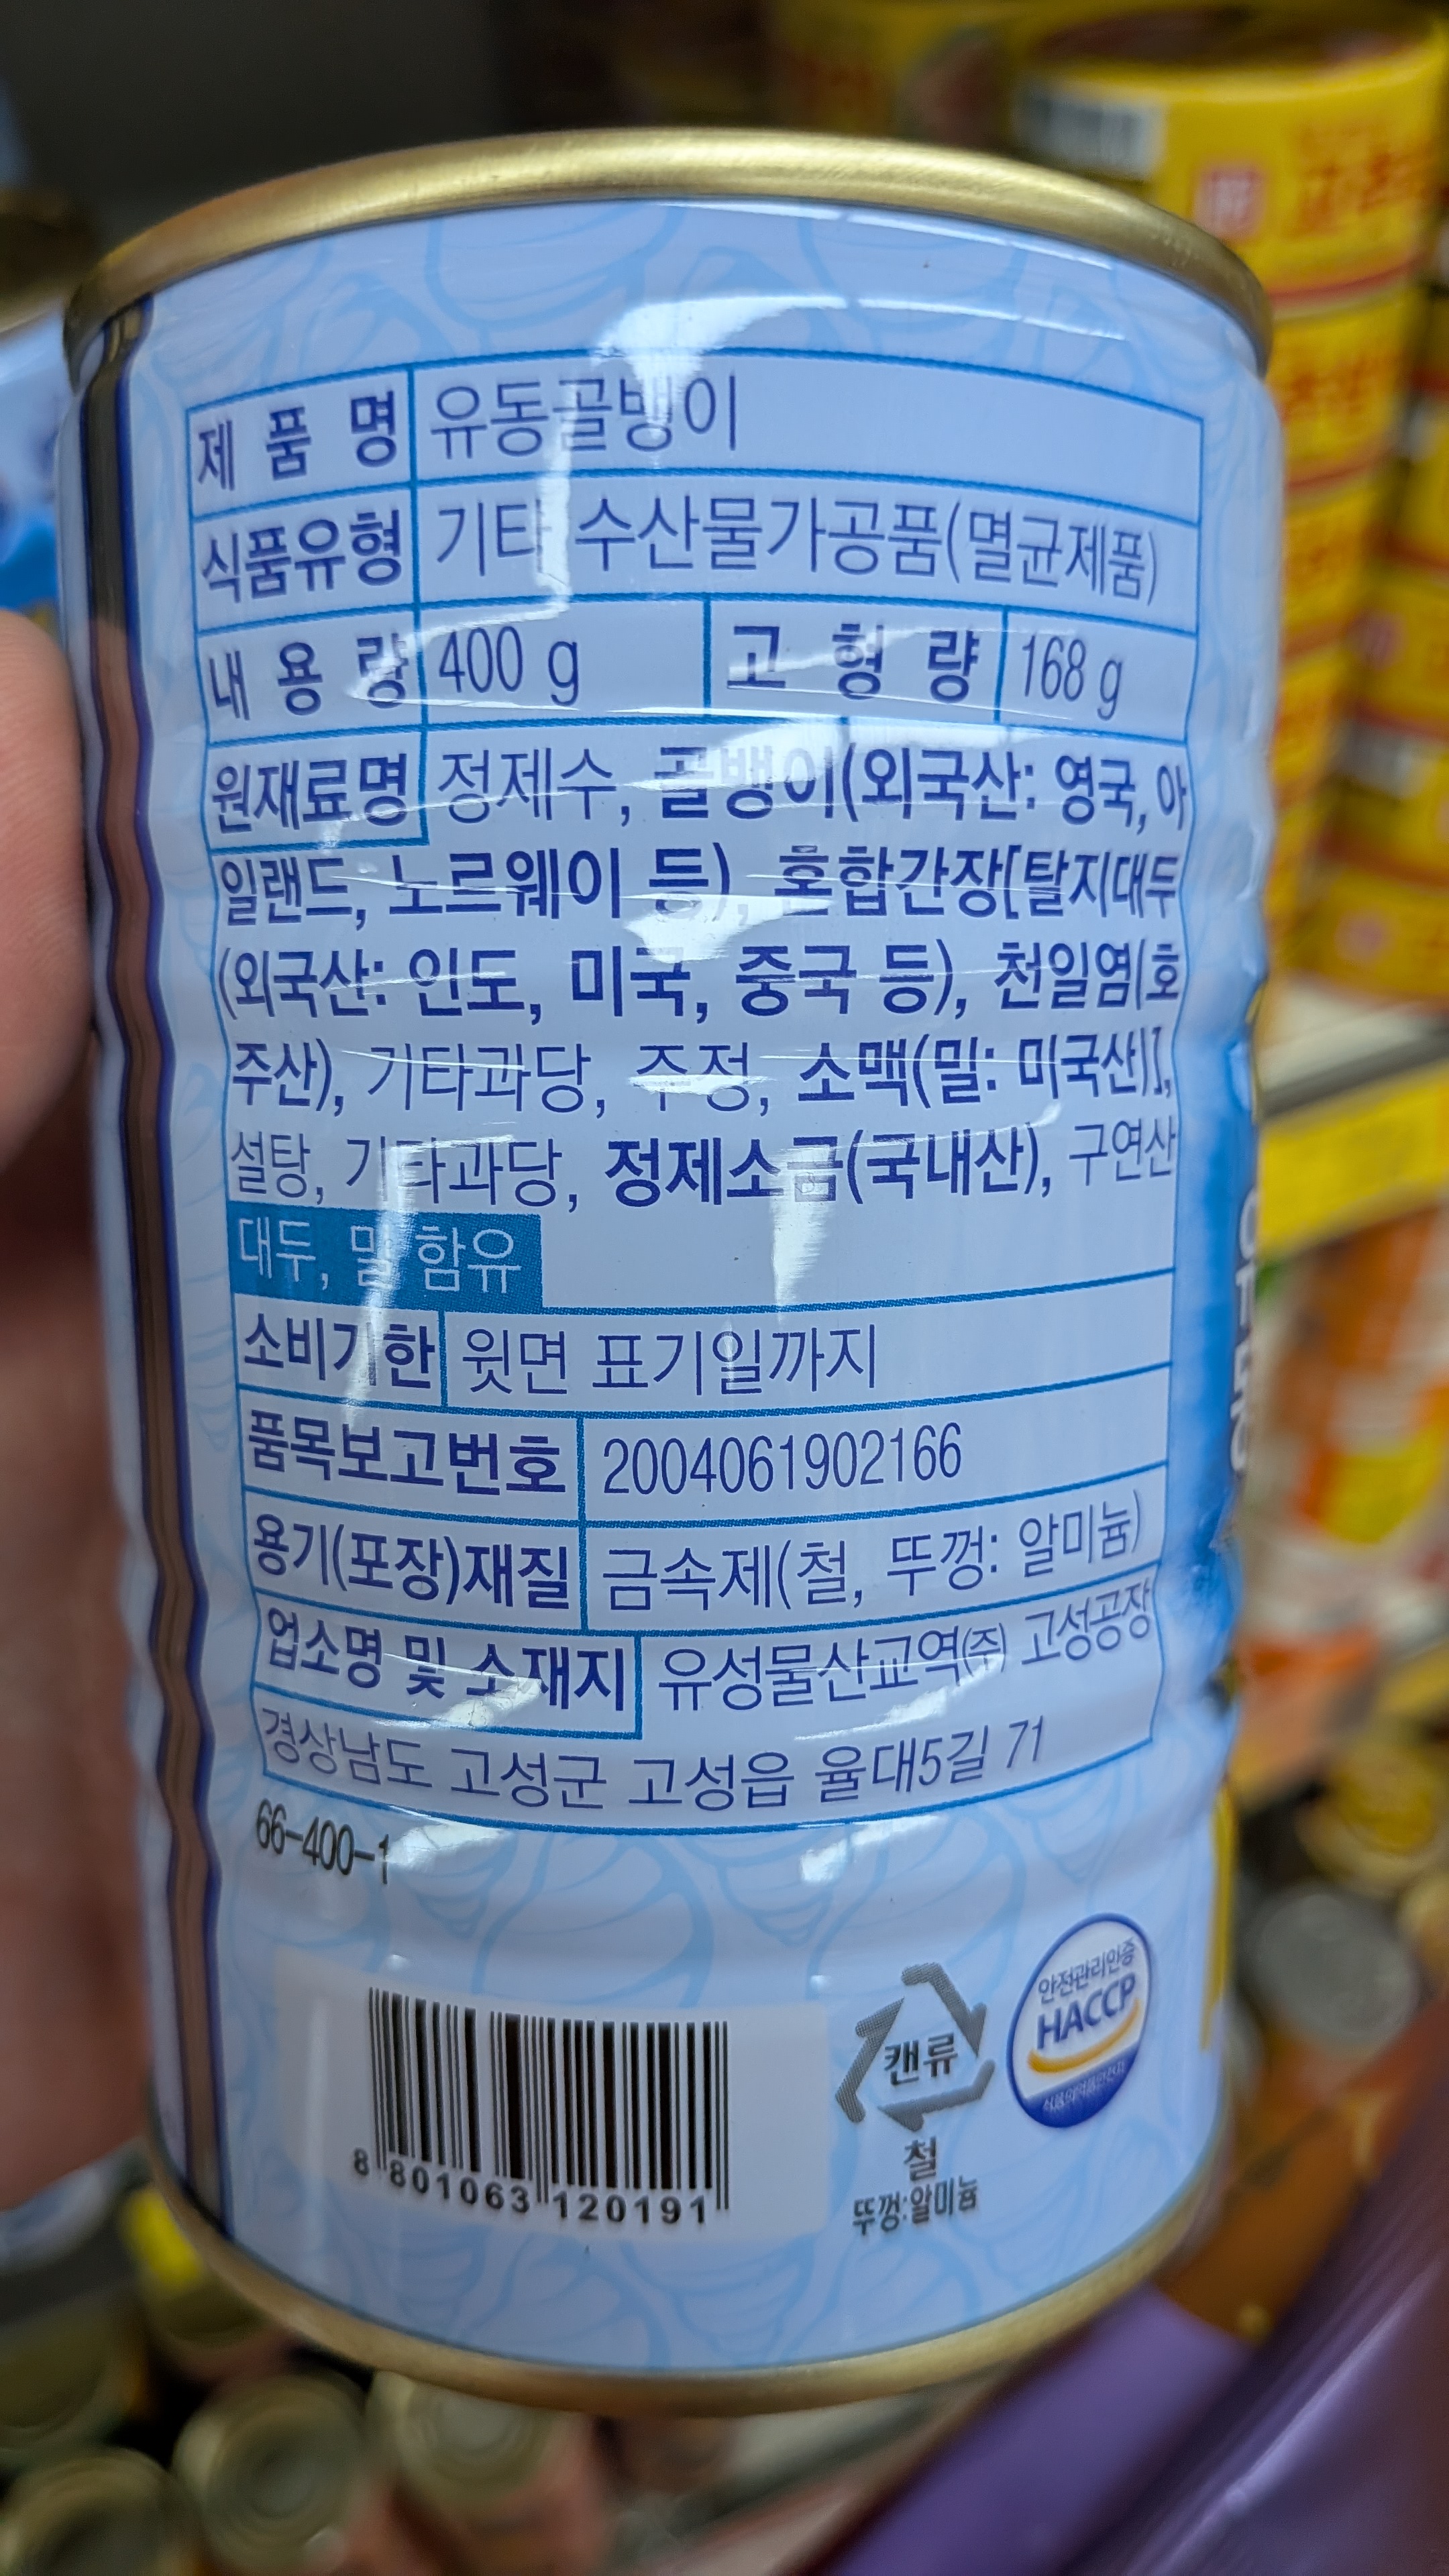 제 품 명 유동골뱅이
식품유형 기타 수산물가공품(멸균제품)
내 용 량 400 g 고 형 량 168 g
원재료명 정제수, 골뱅이(외국산: 영국, 아
일랜드, 노르웨이 등), 혼합간장[탈지대두
(외국산: 인도, 미국, 중국 등), 천일염(호
주산), 기타과당, 주정, 소맥(밀: 미국산)],
설탕, 기타과당, 정제소금(국내산), 구연산
대두, 밀 함유
소비기한 윗면 표기일까지
품목보고번호 2004061902166
용기(포장)재질 금속제(철, 뚜껑: 알미늄)
업소명 및 소재지 유성물산교역(주) 고성공장
경상남도 고성군 고성읍 율대5길 71
66-400-1
8 801063 120191
캔류
철
뚜껑:알미늄
안전관리인증
HACCP
식품의약품안전처